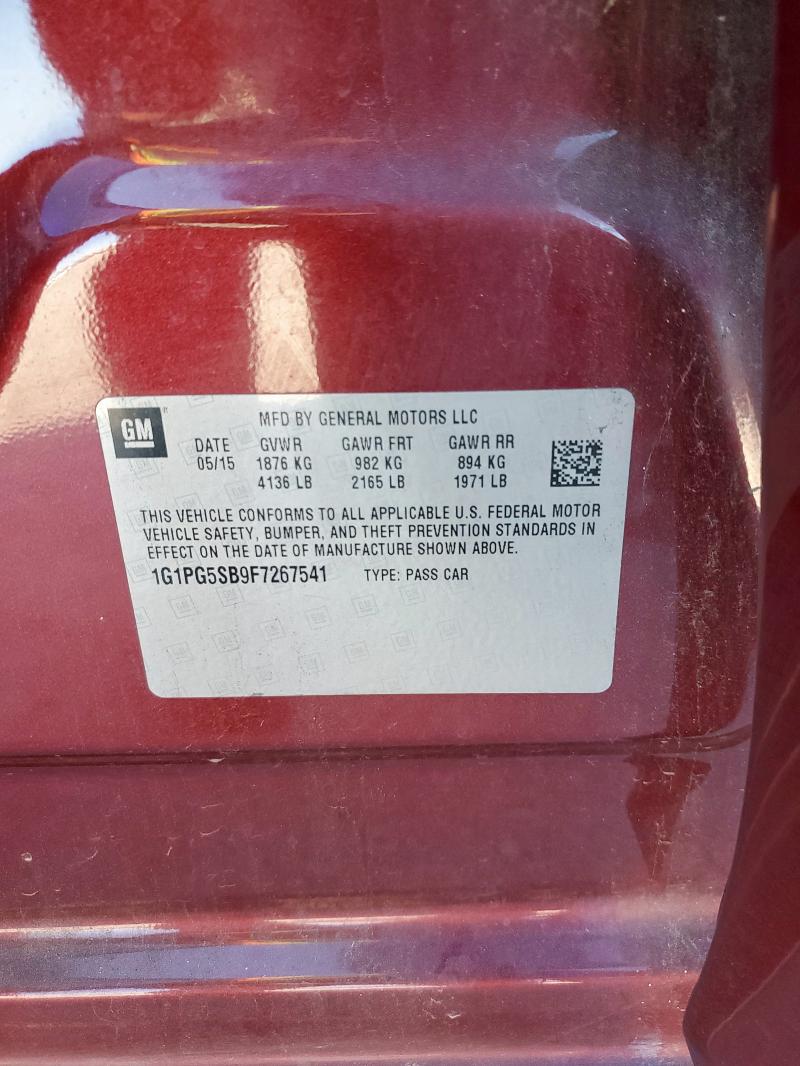 GM
MFD BY GENERAL MOTORS LLC
DATE GVWR GAWR FRT GAWR RR
05/15 1876 KG 982 KG 894 KG
4136 LB 2165 LB 1971 LB
THIS VEHICLE CONFORMS TO ALL APPLICABLE U.S. FEDERAL MOTOR
VEHICLE SAFETY, BUMPER, AND THEFT PREVENTION STANDARDS IN
EFFECT ON THE DATE OF MANUFACTURE SHOWN ABOVE.
1G1PG5SB9F7267541 TYPE: PASS CAR